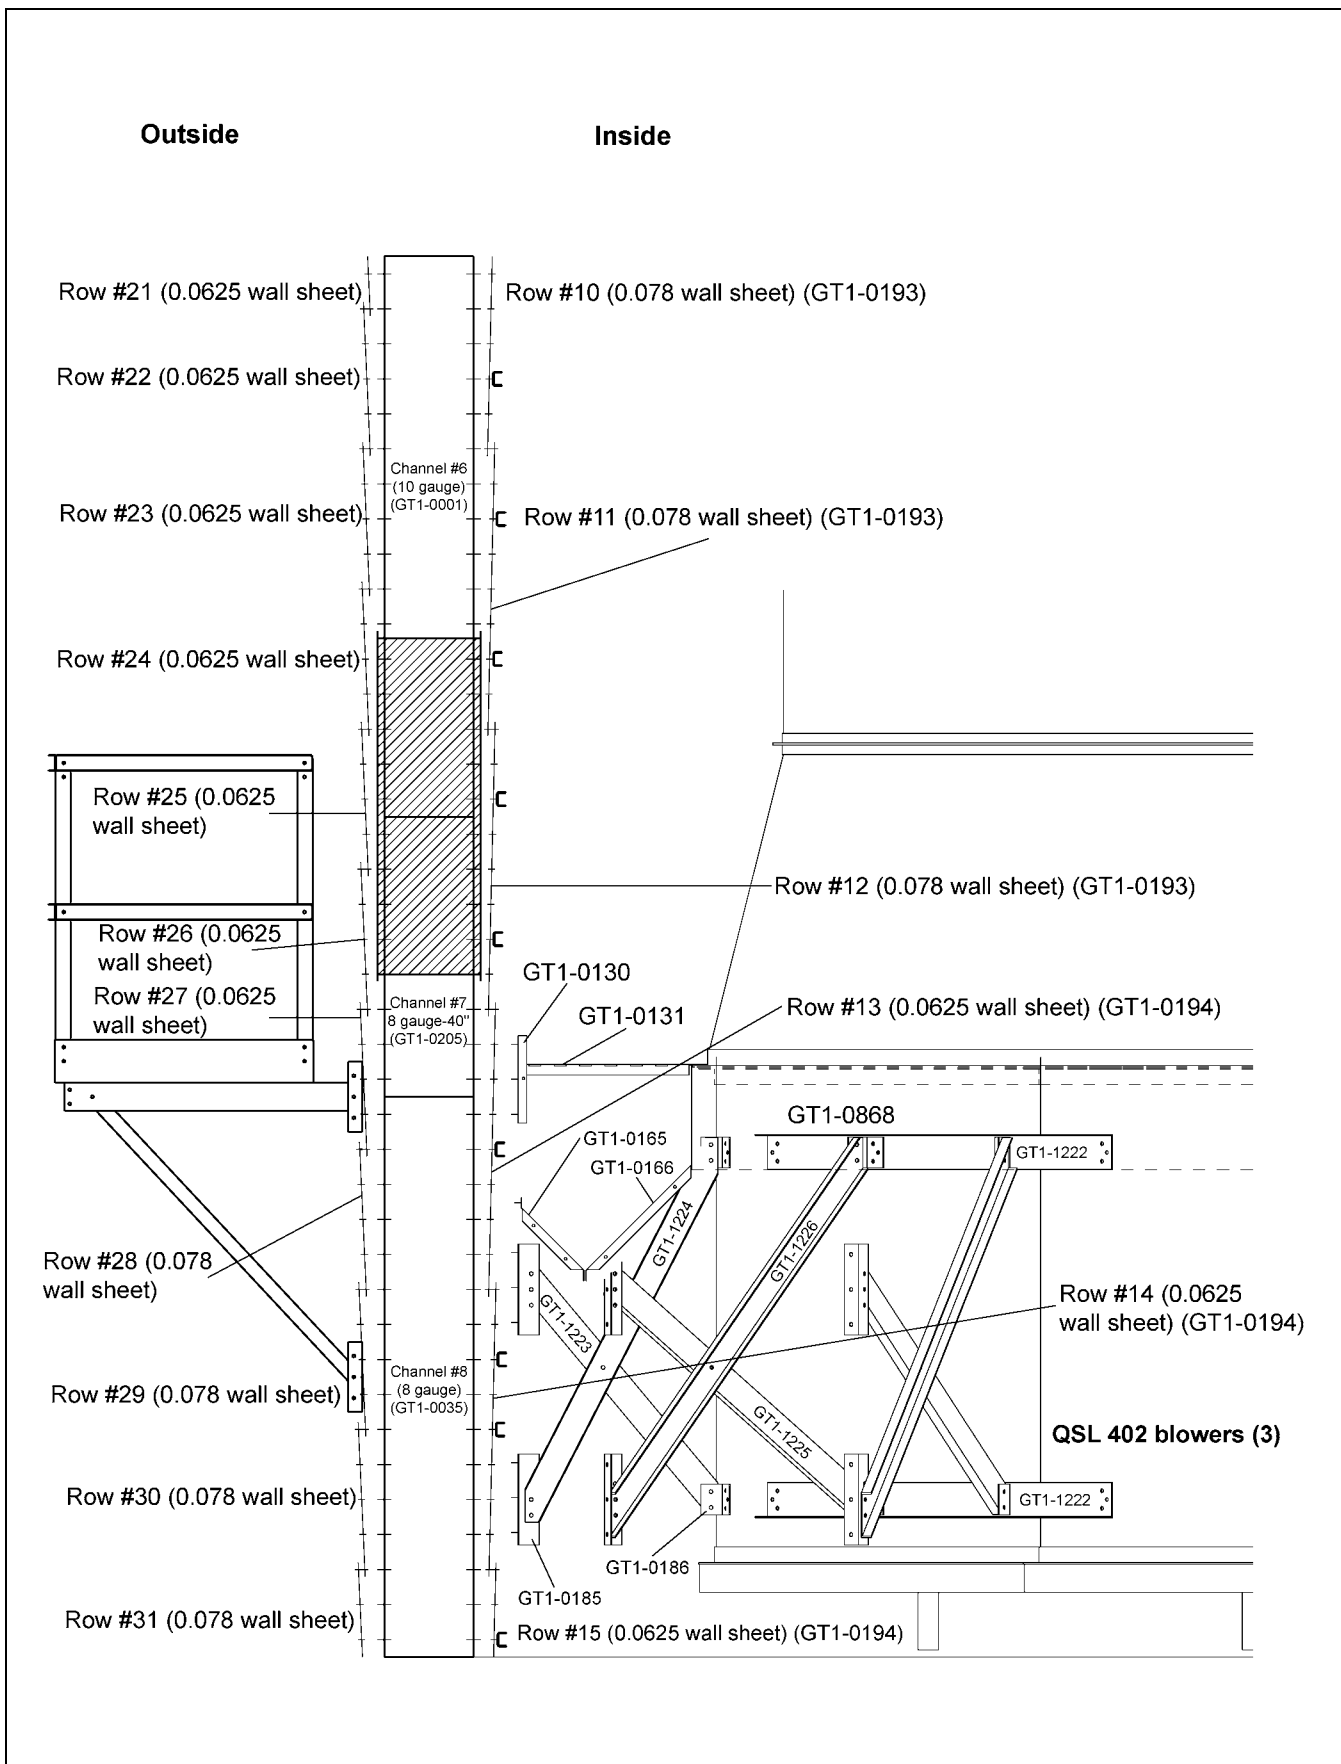 Outside
Inside
Row #21 (0.0625 wall sheet)
Row #10 (0.078 wall sheet) (GT1-0193)
Row #22 (0.0625 wall sheet)
Channel #6
(10 gauge)
(GT1-0001)
Row #23 (0.0625 wall sheet)
Row #11 (0.078 wall sheet) (GT1-0193)
Row #24 (0.0625 wall sheet)
Row #25 (0.0625
wall sheet)
Row #12 (0.078 wall sheet) (GT1-0193)
Row #26 (0.0625
wall sheet)
GT1-0130
Row #27 (0.0625
wall sheet)
Channel #7
8 gauge-40"
(GT1-0205)
GT1-0131
Row #13 (0.0625 wall sheet) (GT1-0194)
GT1-0868
GT1-0165
GT1-0166
GT1-1222
GT1-1224
GT1-1226
Row #28 (0.078
wall sheet)
GT1-1223
Row #14 (0.0625
wall sheet) (GT1-0194)
Channel #8
(8 gauge)
(GT1-0035)
Row #29 (0.078 wall sheet)
GT1-1225
QSL 402 blowers (3)
Row #30 (0.078 wall sheet)
GT1-1222
GT1-0186
GT1-0185
Row #31 (0.078 wall sheet)
Row #15 (0.0625 wall sheet) (GT1-0194)